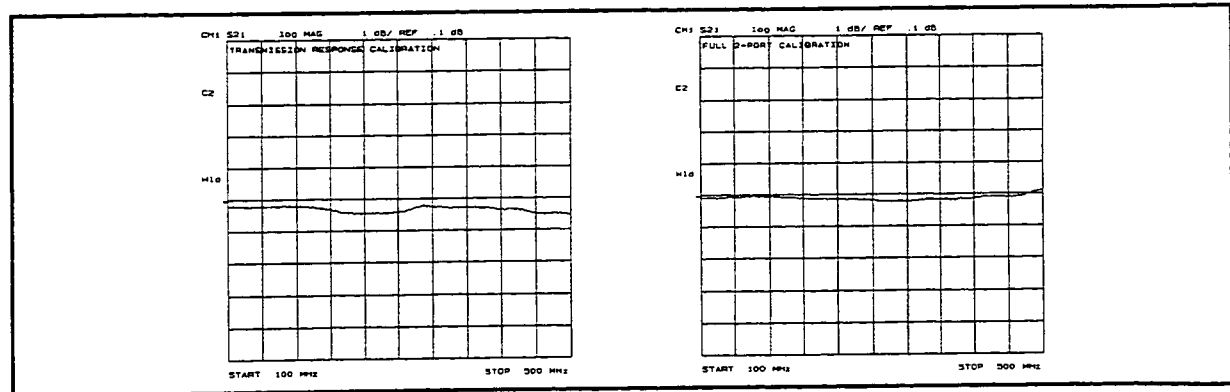 CH1 S21 log MAG 1 dB/ REF .1 dB
TRANSMISSION RESPONSE CALIBRATION
C2
Hld
START 100 MHz STOP 500 MHz
CH1 S21 log MAG 1 dB/ REF .1 dB
FULL 2-PORT CALIBRATION
C2
Hld
START 100 MHz STOP 500 MHz